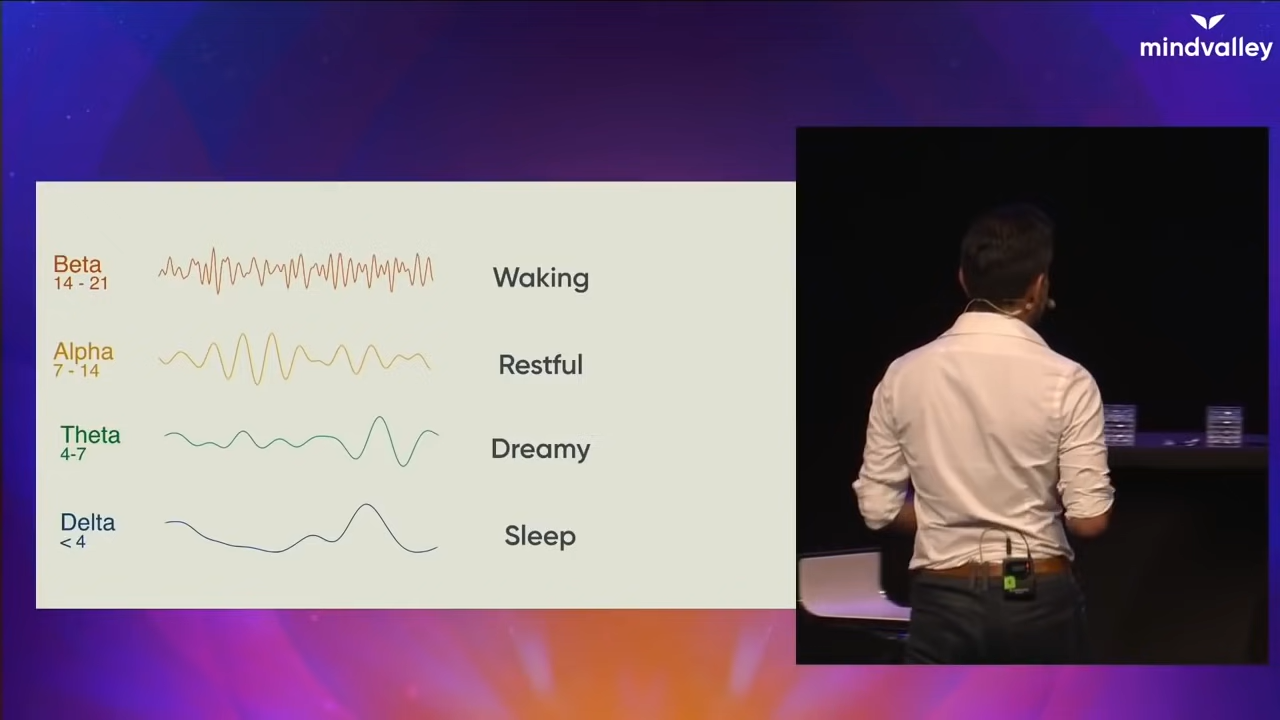 mindvalley
Beta
14 - 21
Waking
Alpha
7 - 14
Restful
Theta
4-7
Dreamy
Delta
< 4
Sleep